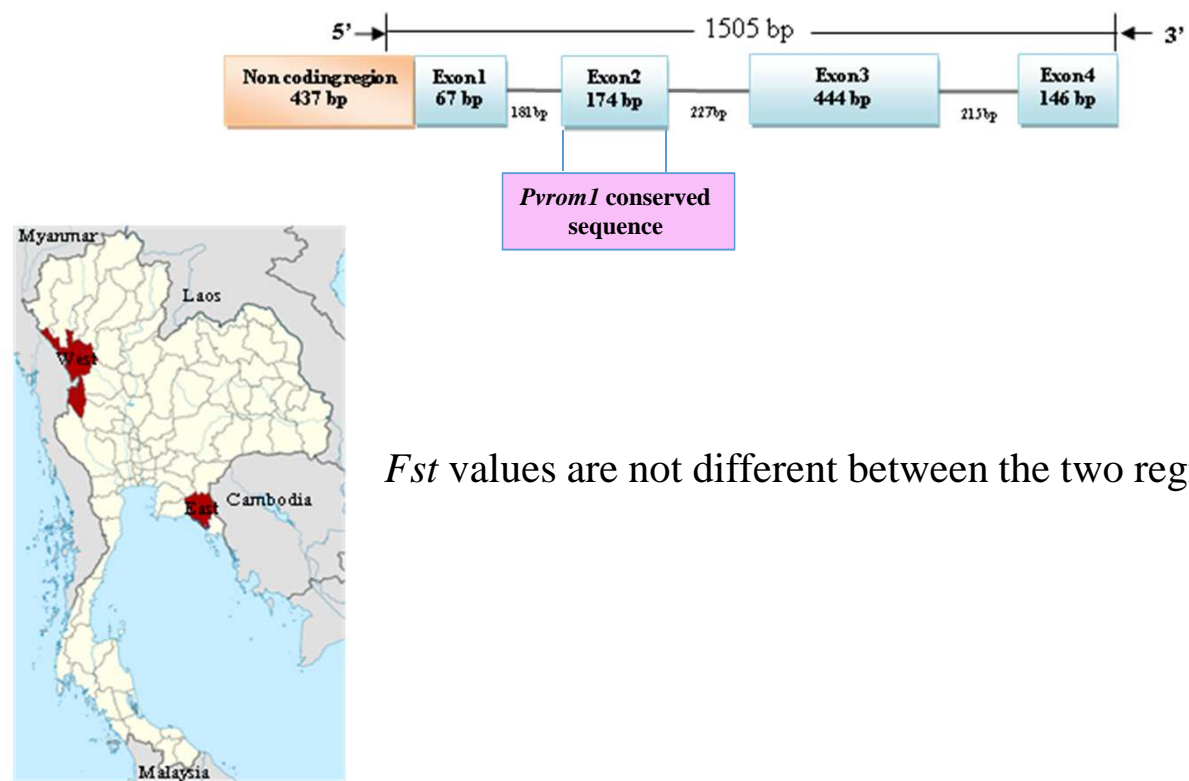 5’ 1505 bp 3’
Non coding region Exon1 Exon2 Exon3 Exon4
437 bp 67 bp 174 bp 444 bp 146 bp
181bp 227bp 215bp
Pvrom1 conserved
sequence
Myanmar
Laos
West
Fst values are not different between the two reg
Cambodia
East
Malaysia